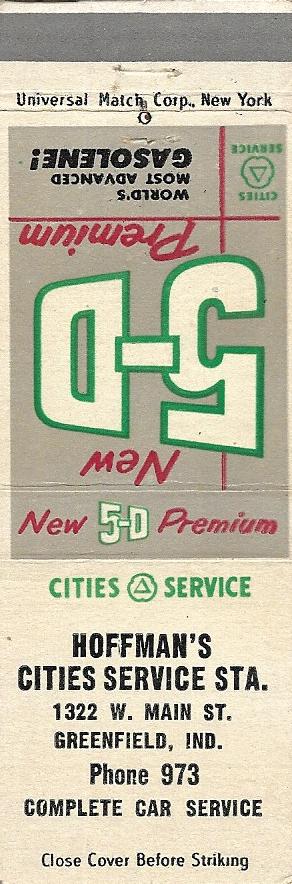 Universal Match Corp., New York
New
5-D
Premium
WORLD'S
MOST ADVANCED
GASOLENE!
CITIES
SERVICE
New 5-D Premium
CITIES SERVICE
HOFFMAN'S
CITIES SERVICE STA.
1322 W. MAIN ST.
GREENFIELD, IND.
Phone 973
COMPLETE CAR SERVICE
Close Cover Before Striking